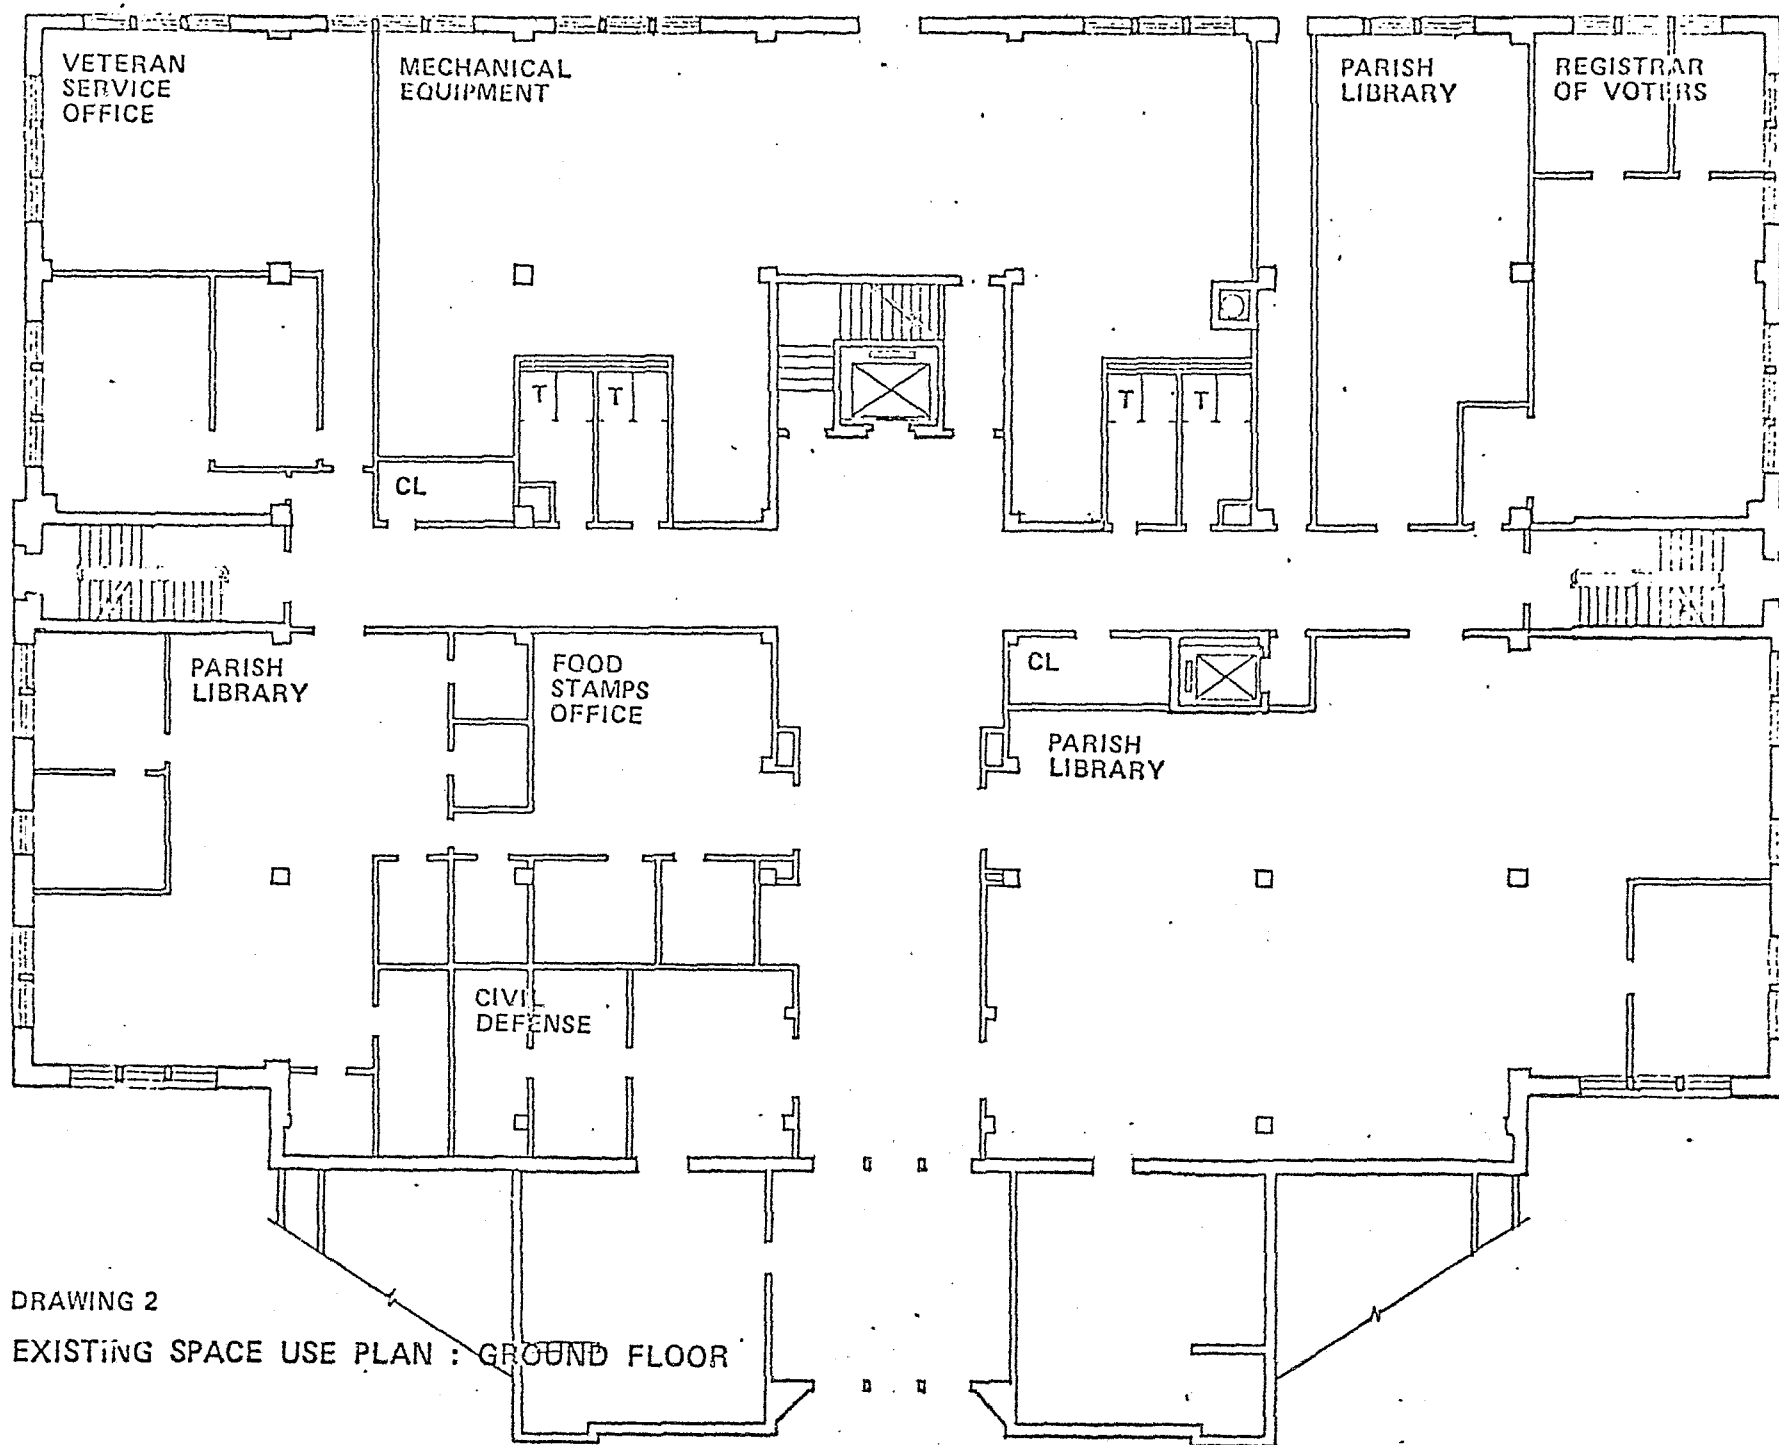 VETERAN
SERVICE
OFFICE
MECHANICAL
EQUIPMENT
PARISH
LIBRARY
REGISTRAR
OF VOTERS
T
T
T
T
CL
PARISH
LIBRARY
FOOD
STAMPS
OFFICE
CL
PARISH
LIBRARY
CIVIL
DEFENSE
DRAWING 2
EXISTING SPACE USE PLAN : GROUND FLOOR